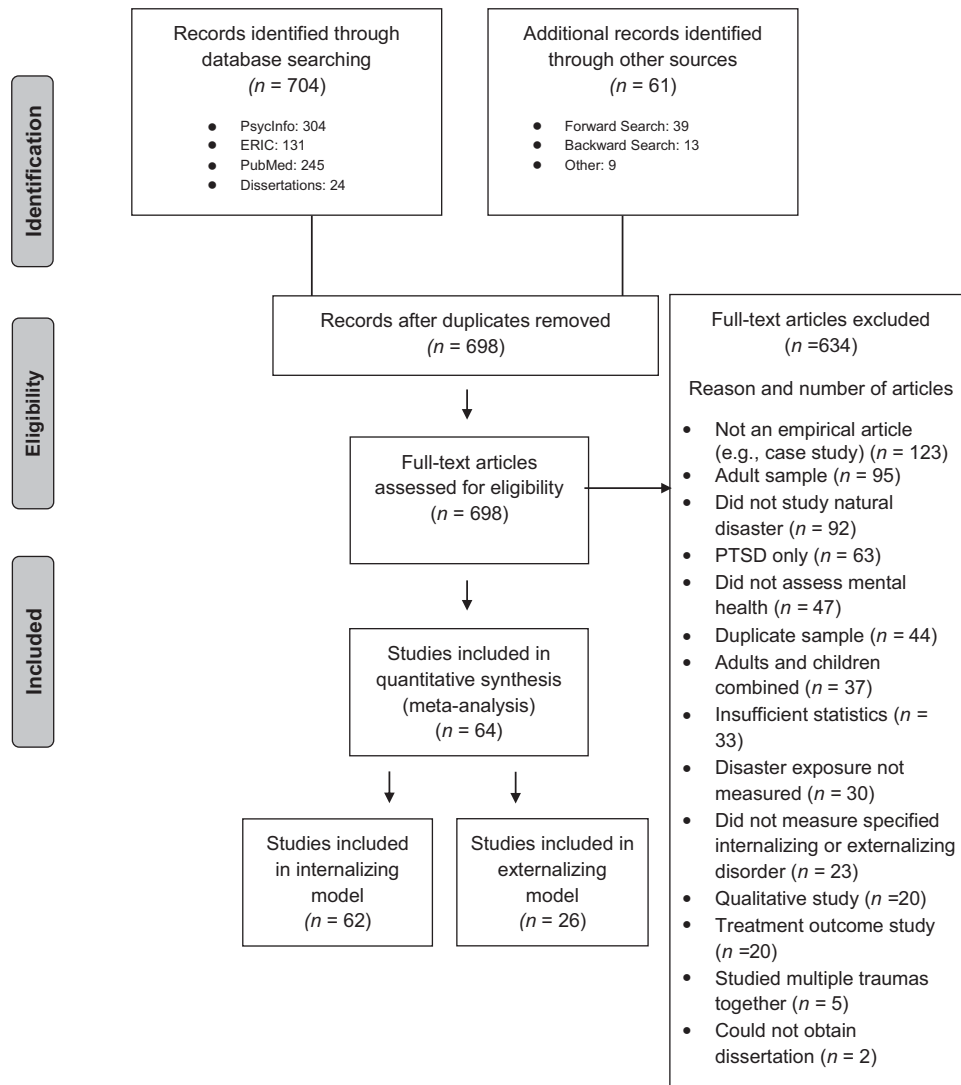 Records identified through
database searching
(n = 704)
● PsycInfo: 304
● ERIC: 131
● PubMed: 245
● Dissertations: 24
Additional records identified
through other sources
(n = 61)
● Forward Search: 39
● Backward Search: 13
● Other: 9
Identification
Records after duplicates removed
(n = 698)
Eligibility
Full-text articles
assessed for eligibility
(n = 698)
Full-text articles excluded
(n =634)
Reason and number of articles
• Not an empirical article
(e.g., case study) (n = 123)
• Adult sample (n = 95)
• Did not study natural
disaster (n = 92)
• PTSD only (n = 63)
• Did not assess mental
health (n = 47)
• Duplicate sample (n = 44)
• Adults and children
combined (n = 37)
• Insufficient statistics (n =
33)
• Disaster exposure not
measured (n = 30)
• Did not measure specified
internalizing or externalizing
disorder (n = 23)
• Qualitative study (n =20)
• Treatment outcome study
(n =20)
• Studied multiple traumas
together (n = 5)
• Could not obtain
dissertation (n = 2)
Included
Studies included in
quantitative synthesis
(meta-analysis)
(n = 64)
Studies included
in internalizing
model
(n = 62)
Studies included in
externalizing
model
(n = 26)